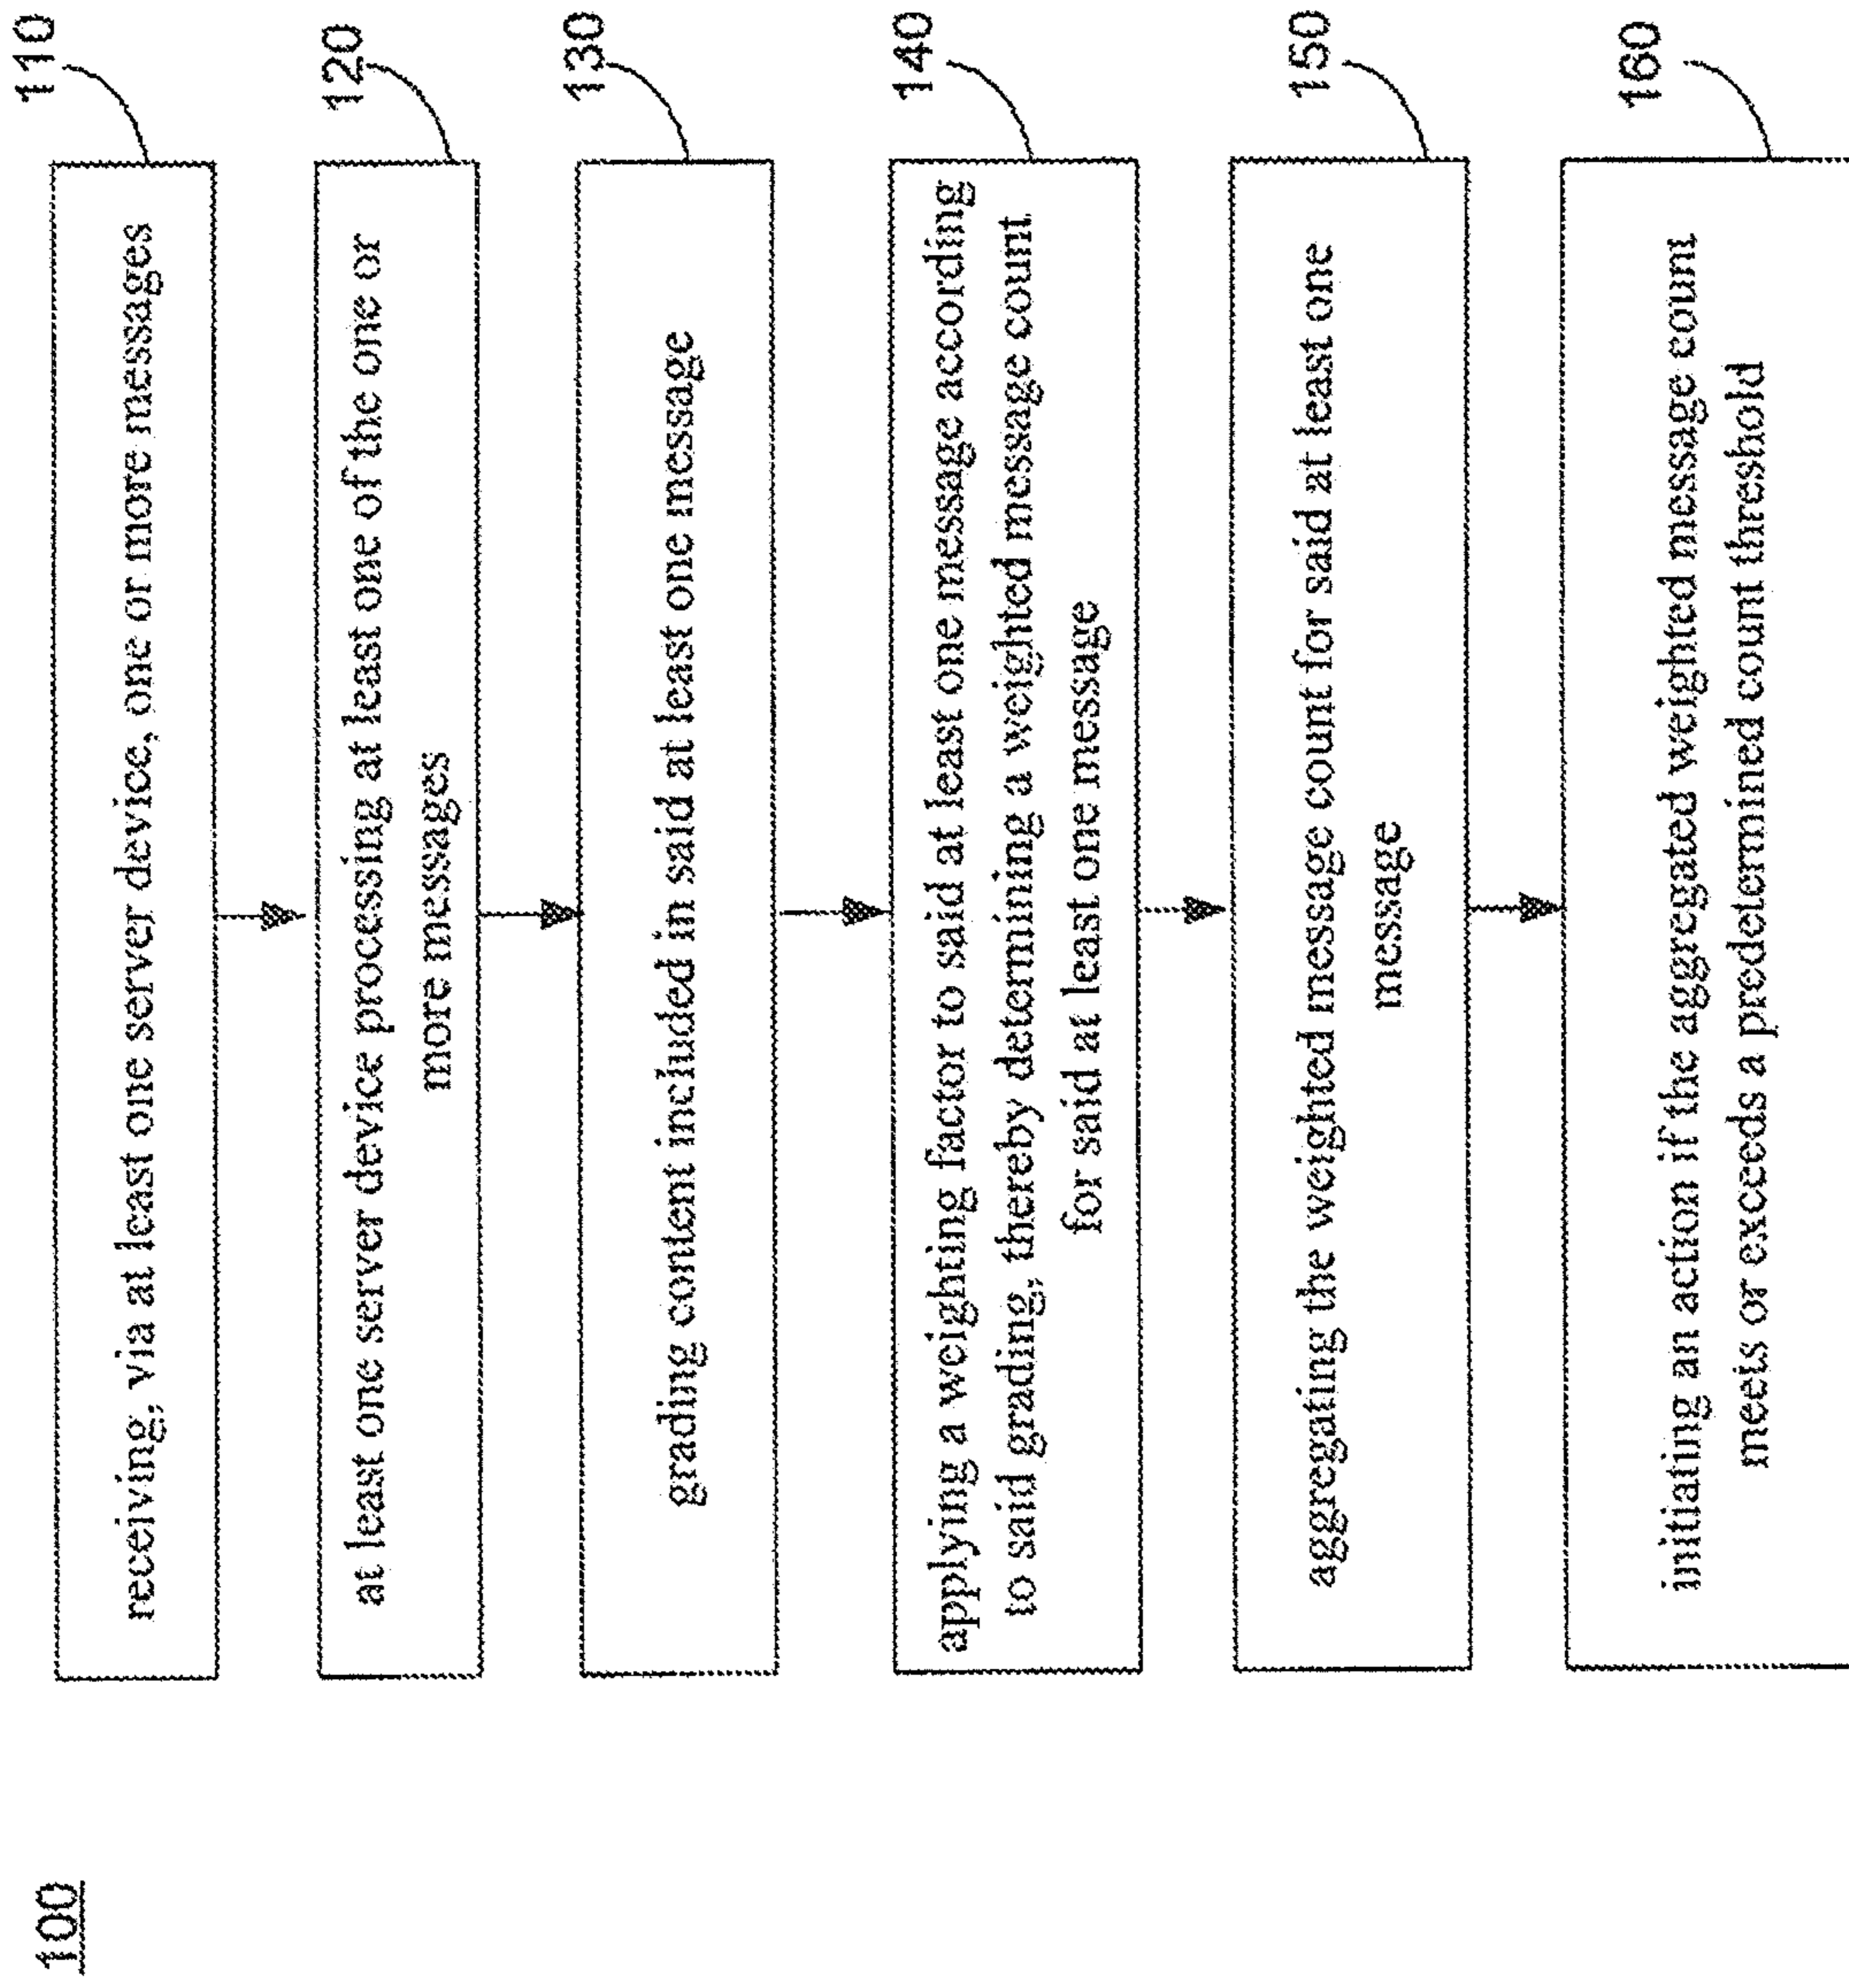 100
110
receiving, via at least one server device, one or more messages
120
at least one server device processing at least one of the one or
more messages
130
grading content included in said at least one message
140
applying a weighting factor to said at least one message according
to said grading, thereby determining a weighted message count
for said at least one message
150
aggregating the weighted message count for said at least one
message
160
initiating an action if the aggregated weighted message count
meets or exceeds a predetermined count threshold